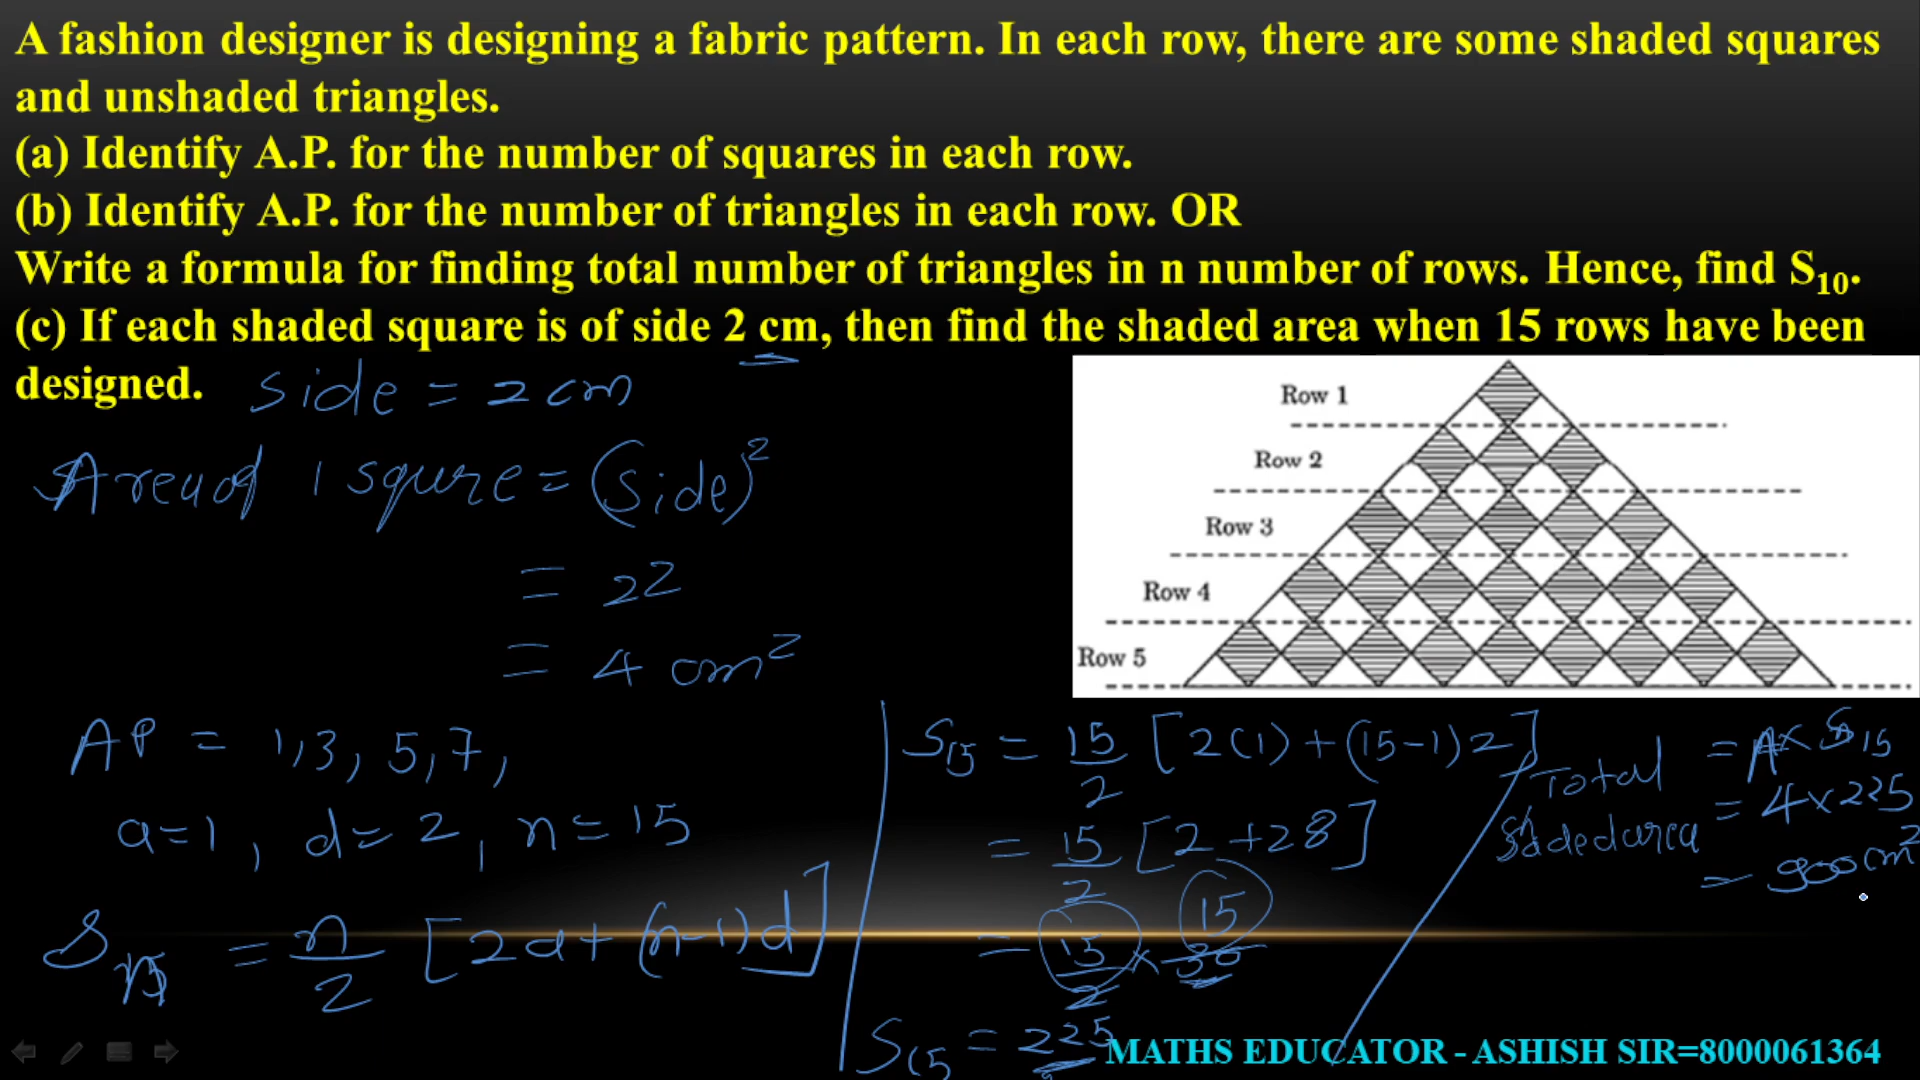 A fashion designer is designing a fabric pattern. In each row, there are some shaded squares
and unshaded triangles.
(a) Identify A.P. for the number of squares in each row.
(b) Identify A.P. for the number of triangles in each row. OR
Write a formula for finding total number of triangles in n number of rows. Hence, find S₁₀.
(c) If each shaded square is of side 2 cm, then find the shaded area when 15 rows have been
designed.
side = 2 cm
Area of 1 squre = (side)²
= 2²
= 4 cm²
AP = 1, 3, 5, 7,
a = 1, d = 2, n = 15
= n/2 [2a + (n-1)d]
S₁₅ = 15/2 [2(1) + (15-1)2]
= 15/2 [2 + 28]
= 15/2 × 30
15
S₁₅ = 225
Total = A × S₁₅
= 4 × 225
= 900 cm²
Row 1
Row 2
Row 3
Row 4
Row 5
MATHS EDUCATOR - ASHISH SIR=8000061364